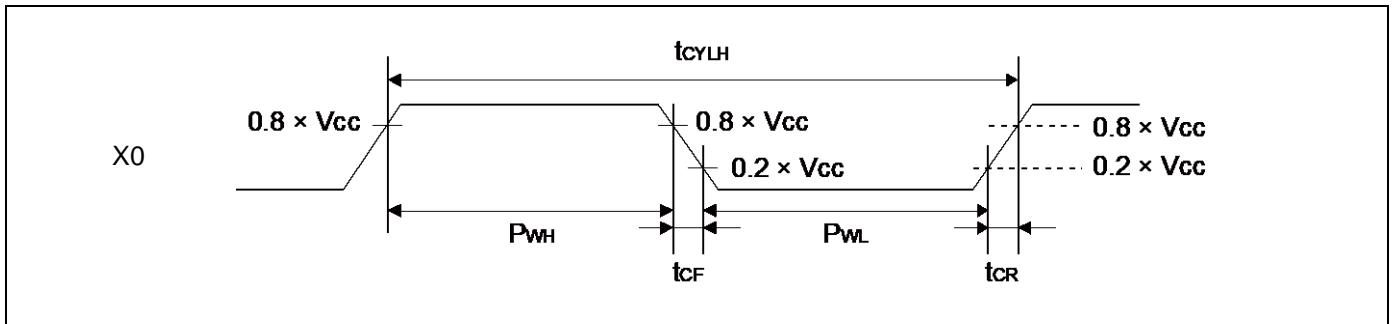 tCYLH
0.8 × Vcc
0.8 × Vcc
0.8 × Vcc
X0
0.2 × Vcc
0.2 × Vcc
PWH
PWL
tCF
tCR